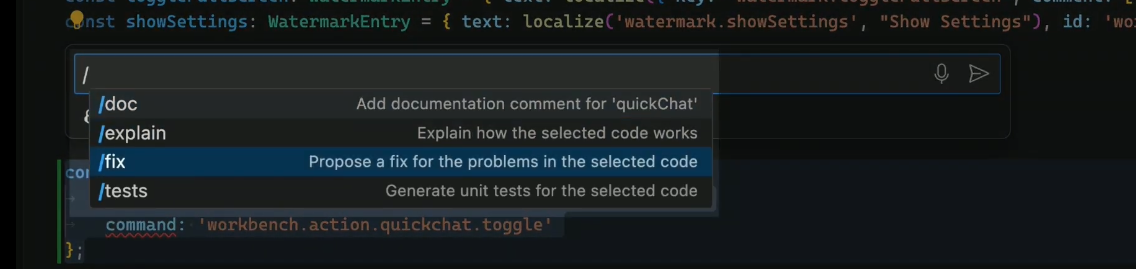 const showSettings: WatermarkEntry = { text: localize('watermark.showSettings', "Show Settings"), id: 'wo
/
/doc Add documentation comment for 'quickChat'
/explain Explain how the selected code works
/fix Propose a fix for the problems in the selected code
/tests Generate unit tests for the selected code
con
command: 'workbench.action.quickchat.toggle'
};